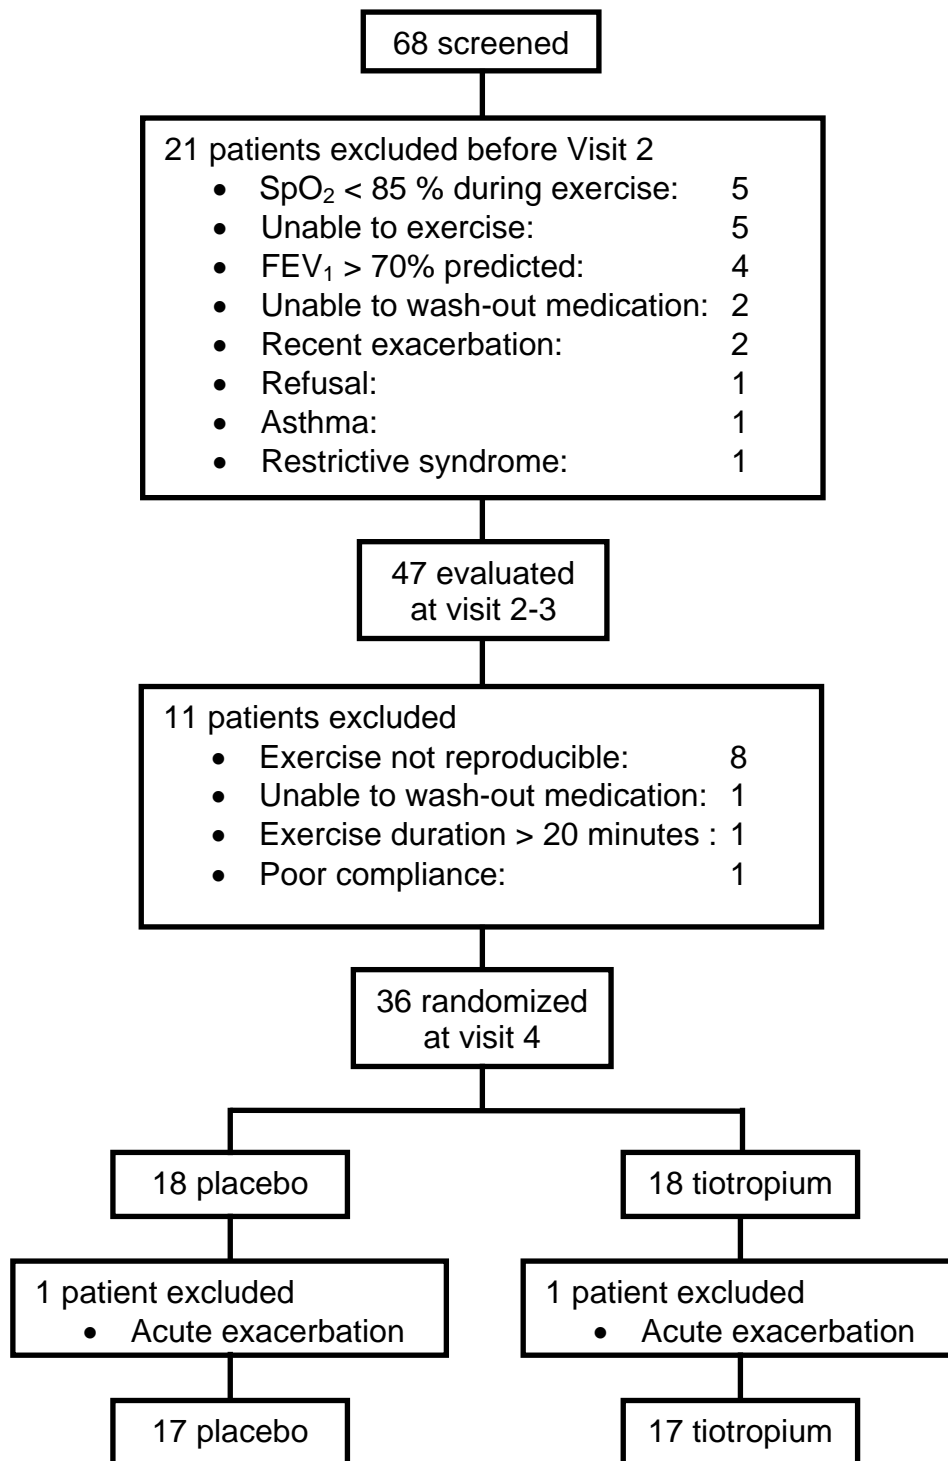 68 screened
21 patients excluded before Visit 2
• SpO₂ < 85 % during exercise: 5
• Unable to exercise: 5
• FEV₁ > 70% predicted: 4
• Unable to wash-out medication: 2
• Recent exacerbation: 2
• Refusal: 1
• Asthma: 1
• Restrictive syndrome: 1
47 evaluated
at visit 2-3
11 patients excluded
• Exercise not reproducible: 8
• Unable to wash-out medication: 1
• Exercise duration > 20 minutes : 1
• Poor compliance: 1
36 randomized
at visit 4
18 placebo
18 tiotropium
1 patient excluded
• Acute exacerbation
1 patient excluded
• Acute exacerbation
17 placebo
17 tiotropium